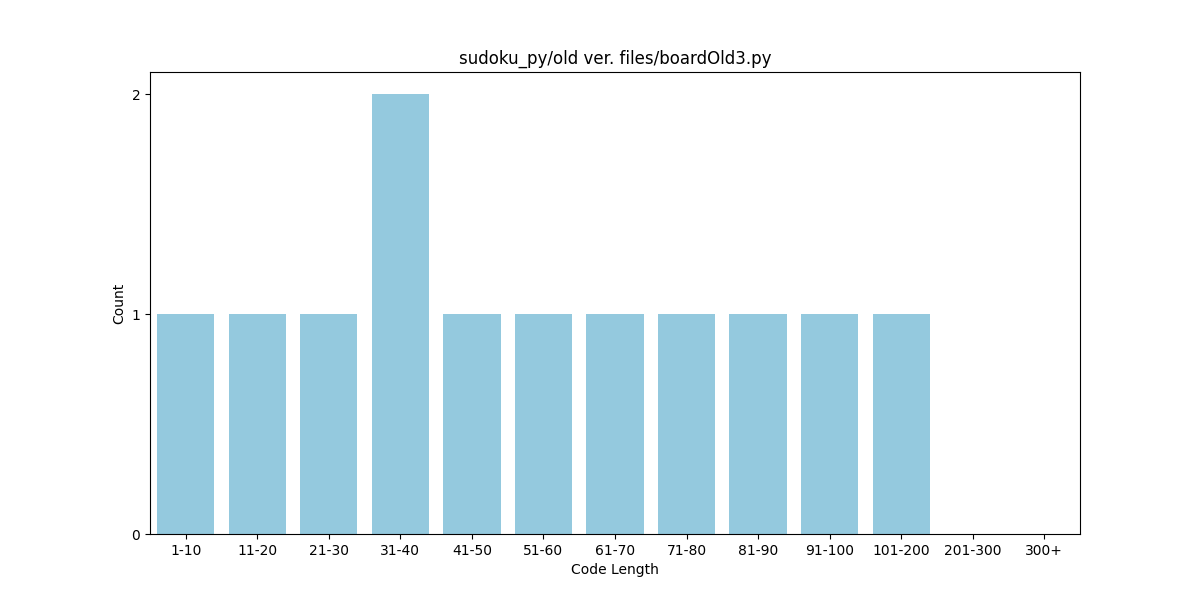 sudoku_py/old ver. files/boardOld3.py
2
1
0
Count
1-10 11-20 21-30 31-40 41-50 51-60 61-70 71-80 81-90 91-100 101-200 201-300 300+
Code Length